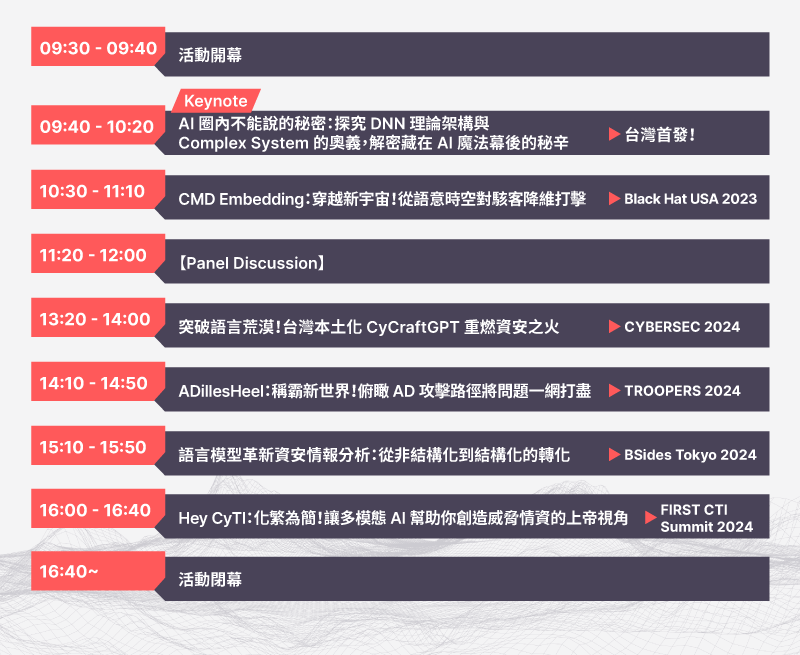 09:30 - 09:40
活動開幕
Keynote
09:40 - 10:20
AI 圈內不能說的秘密：探究 DNN 理論架構與
Complex System 的奧義，解密藏在 AI 魔法幕後的秘辛
台灣首發！
10:30 - 11:10
CMD Embedding：穿越新宇宙！從語意時空對駭客降維打擊
Black Hat USA 2023
11:20 - 12:00
【Panel Discussion】
13:20 - 14:00
突破語言荒漠！台灣本土化 CyCraftGPT 重燃資安之火
CYBERSEC 2024
14:10 - 14:50
ADillesHeel：稱霸新世界！俯瞰 AD 攻擊路徑將問題一網打盡
TROOPERS 2024
15:10 - 15:50
語言模型革新資安情報分析：從非結構化到結構化的轉化
BSides Tokyo 2024
16:00 - 16:40
Hey CyTI：化繁為簡！讓多模態 AI 幫助你創造威脅情資的上帝視角
FIRST CTI
Summit 2024
16:40~
活動閉幕